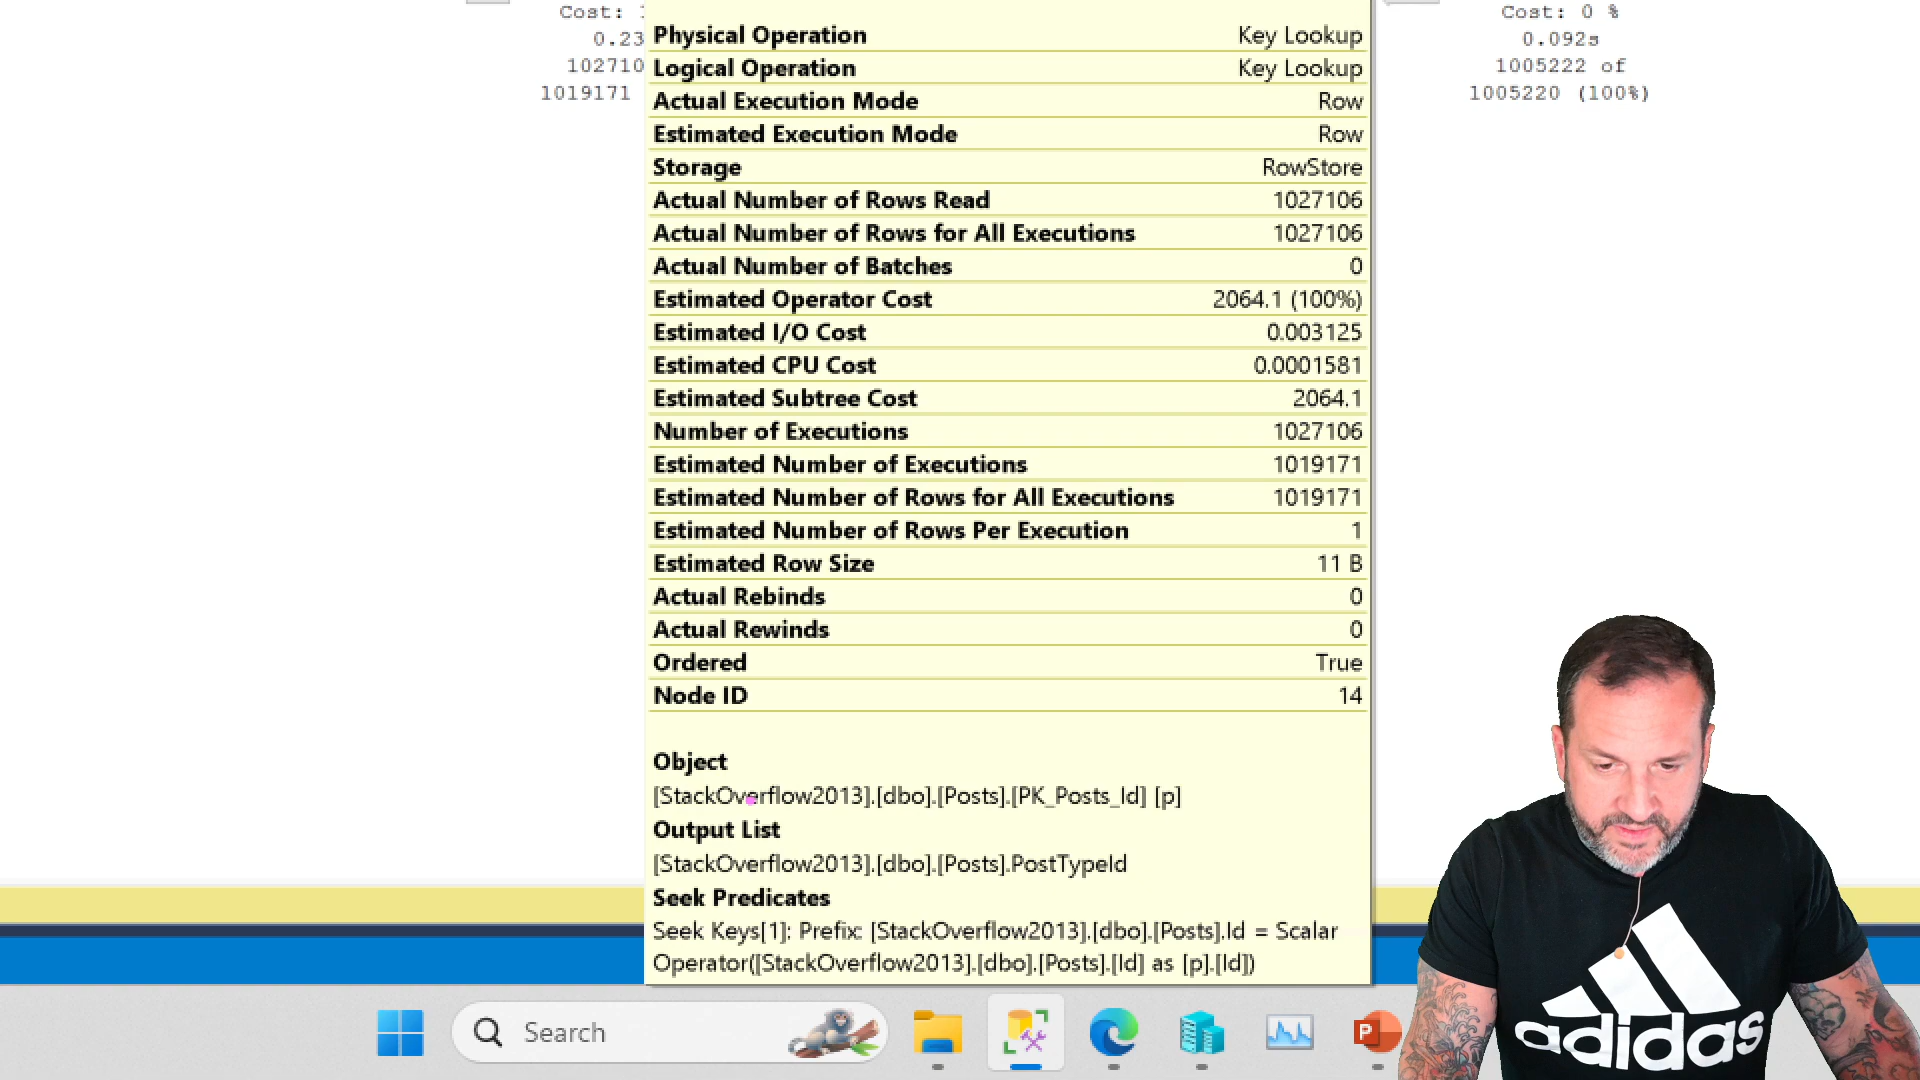 Cost: 1
0.23
102710
1019171
Physical Operation Key Lookup
Logical Operation Key Lookup
Actual Execution Mode Row
Estimated Execution Mode Row
Storage RowStore
Actual Number of Rows Read 1027106
Actual Number of Rows for All Executions 1027106
Actual Number of Batches 0
Estimated Operator Cost 2064.1 (100%)
Estimated I/O Cost 0.003125
Estimated CPU Cost 0.0001581
Estimated Subtree Cost 2064.1
Number of Executions 1027106
Estimated Number of Executions 1019171
Estimated Number of Rows for All Executions 1019171
Estimated Number of Rows Per Execution 1
Estimated Row Size 11 B
Actual Rebinds 0
Actual Rewinds 0
Ordered True
Node ID 14
Object
[StackOverflow2013].[dbo].[Posts].[PK_Posts_Id] [p]
Output List
[StackOverflow2013].[dbo].[Posts].PostTypeId
Seek Predicates
Seek Keys[1]: Prefix: [StackOverflow2013].[dbo].[Posts].Id = Scalar
Operator([StackOverflow2013].[dbo].[Posts].[Id] as [p].[Id])
Cost: 0 %
0.092s
1005222 of
1005220 (100%)
Search
P
adidas